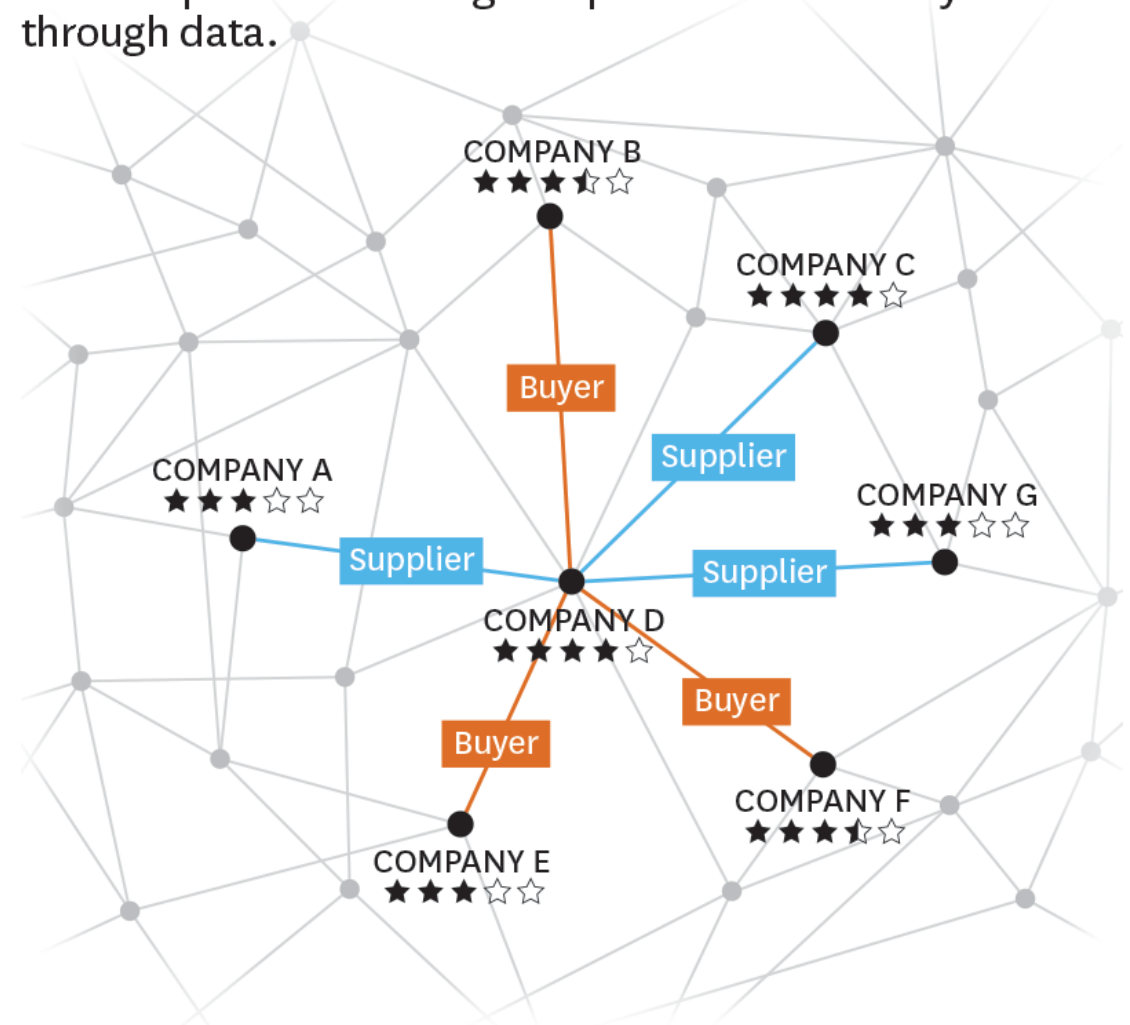 through data.
COMPANY B
COMPANY C
Buyer
Supplier
COMPANY A
COMPANY G
Supplier
Supplier
COMPANY D
Buyer
Buyer
COMPANY F
COMPANY E